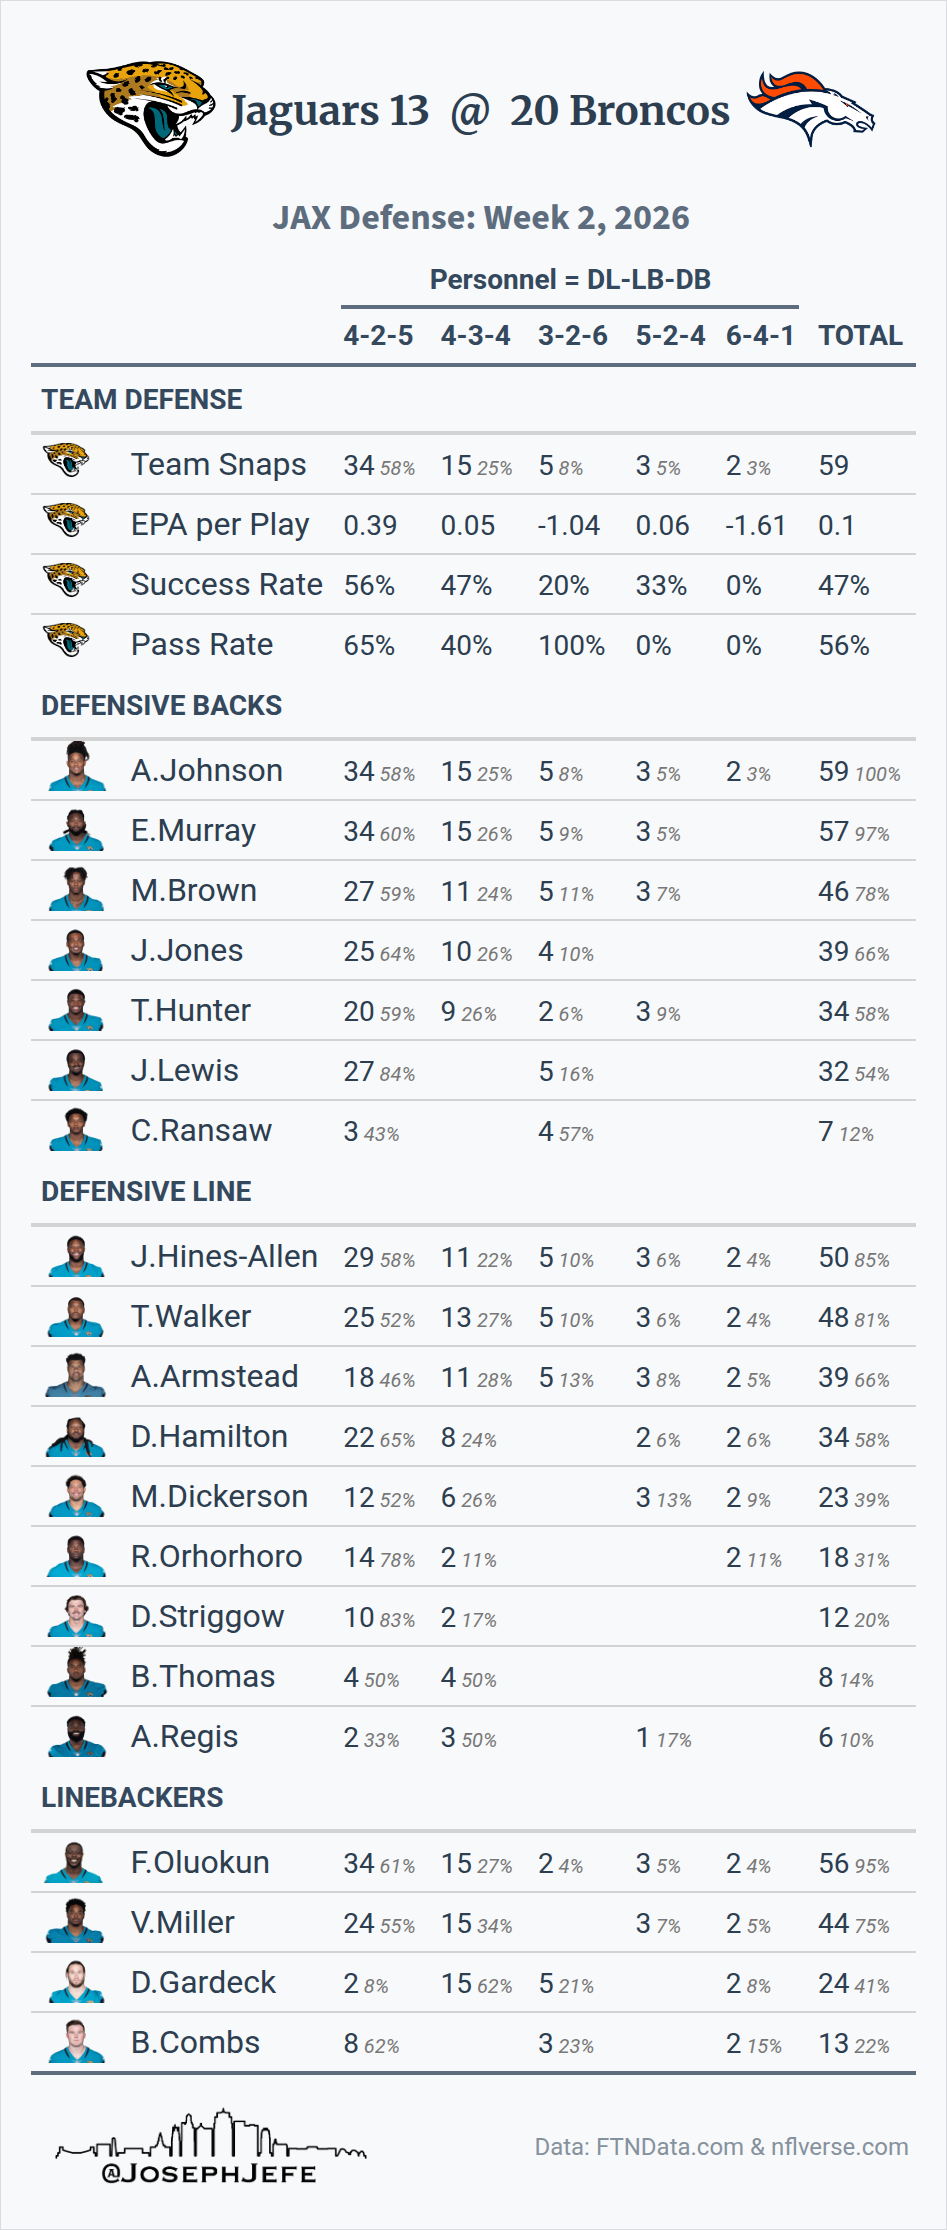 Jaguars 13 @ 20 Broncos
JAX Defense: Week 2, 2026
Personnel = DL-LB-DB
4-2-5 4-3-4 3-2-6 5-2-4 6-4-1 TOTAL
TEAM DEFENSE
Team Snaps 34 58% 15 25% 5 8% 3 5% 2 3% 59
EPA per Play 0.39 0.05 -1.04 0.06 -1.61 0.1
Success Rate 56% 47% 20% 33% 0% 47%
Pass Rate 65% 40% 100% 0% 0% 56%
DEFENSIVE BACKS
A.Johnson 34 58% 15 25% 5 8% 3 5% 2 3% 59 100%
E.Murray 34 60% 15 26% 5 9% 3 5% 57 97%
M.Brown 27 59% 11 24% 5 11% 3 7% 46 78%
J.Jones 25 64% 10 26% 4 10% 39 66%
T.Hunter 20 59% 9 26% 2 6% 3 9% 34 58%
J.Lewis 27 84% 5 16% 32 54%
C.Ransaw 3 43% 4 57% 7 12%
DEFENSIVE LINE
J.Hines-Allen 29 58% 11 22% 5 10% 3 6% 2 4% 50 85%
T.Walker 25 52% 13 27% 5 10% 3 6% 2 4% 48 81%
A.Armstead 18 46% 11 28% 5 13% 3 8% 2 5% 39 66%
D.Hamilton 22 65% 8 24% 2 6% 2 6% 34 58%
M.Dickerson 12 52% 6 26% 3 13% 2 9% 23 39%
R.Orhorhoro 14 78% 2 11% 2 11% 18 31%
D.Striggow 10 83% 2 17% 12 20%
B.Thomas 4 50% 4 50% 8 14%
A.Regis 2 33% 3 50% 1 17% 6 10%
LINEBACKERS
F.Oluokun 34 61% 15 27% 2 4% 3 5% 2 4% 56 95%
V.Miller 24 55% 15 34% 3 7% 2 5% 44 75%
D.Gardeck 2 8% 15 62% 5 21% 2 8% 24 41%
B.Combs 8 62% 3 23% 2 15% 13 22%
@JOSEPHJEFE
Data: FTNData.com & nflverse.com